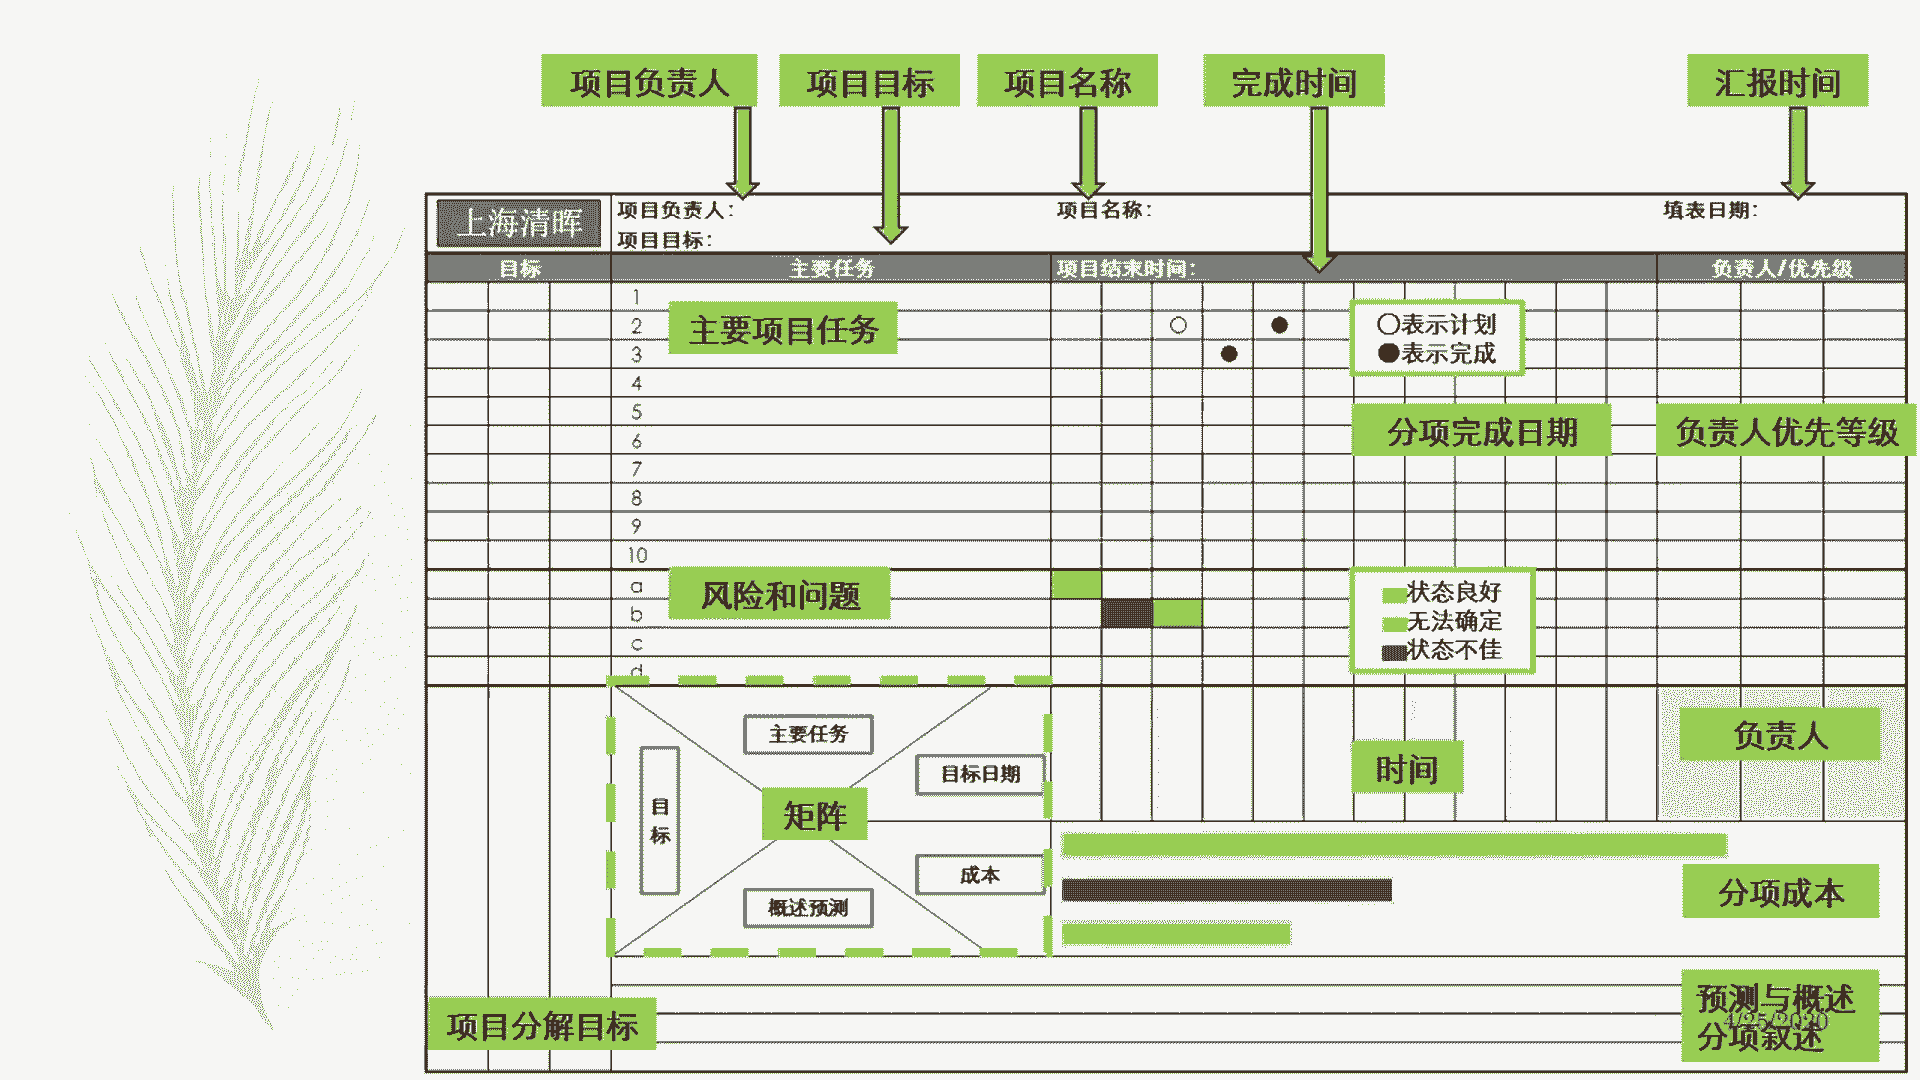 项目负责人
项目目标
项目名称
完成时间
汇报时间
上海清晖
项目负责人：
项目名称：
填表日期：
项目目标：
目标
主要任务
项目结束时间：
负责人/优先级
1
2
3
4
5
6
7
8
9
10
a
b
c
d
主要项目任务
○表示计划
●表示完成
分项完成日期
负责人优先等级
风险和问题
状态良好
无法确定
状态不佳
主要任务
目标日期
目标
矩阵
成本
概述预测
时间
负责人
分项成本
项目分解目标
预测与概述
4/25/2020
分项叙述